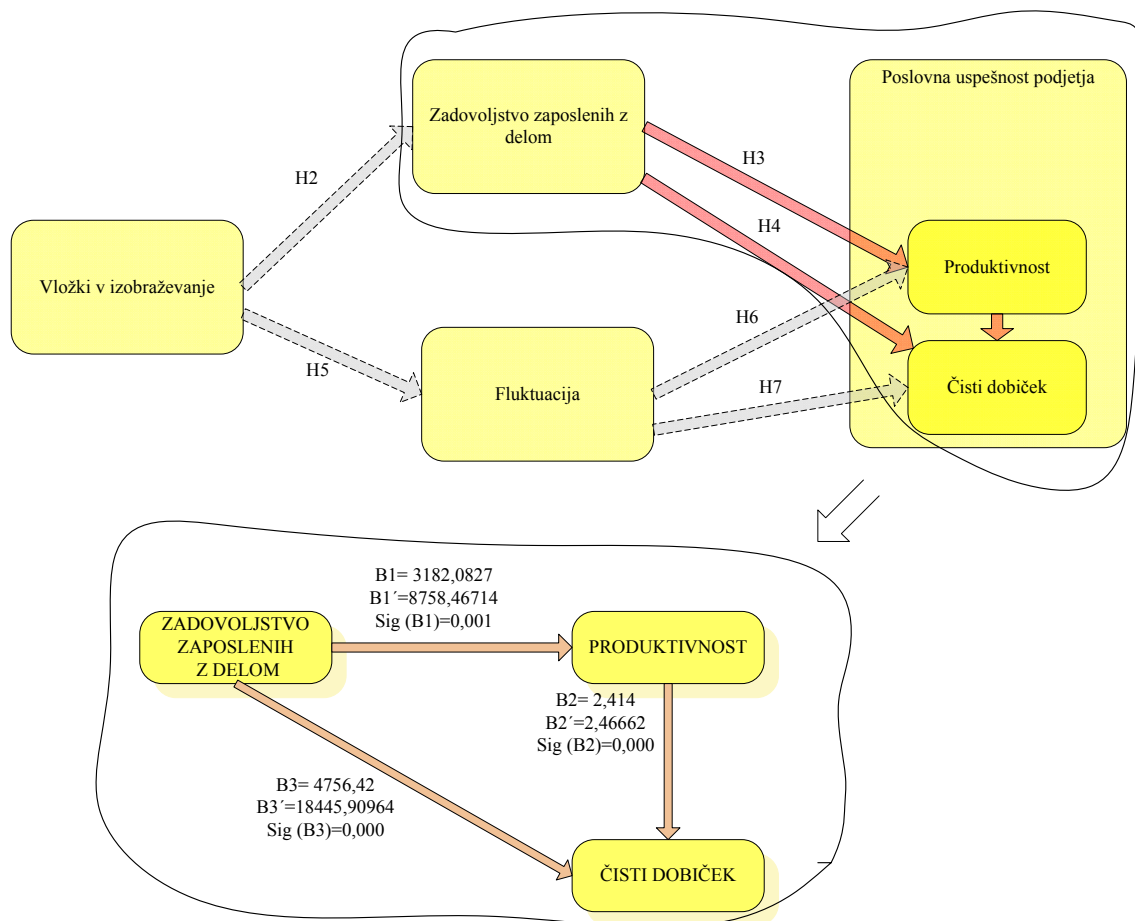 Zadovoljstvo zaposlenih z
delom
Poslovna uspešnost podjetja
H3
H2
H4
Vložki v izobraževanje
Produktivnost
H6
H5
Fluktuacija
H7
Čisti dobiček
B1= 3182,0827
B1´=8758,46714
Sig (B1)=0,001
ZADOVOLJSTVO
ZAPOSLENIH
Z DELOM
PRODUKTIVNOST
B2= 2,414
B2´=2,46662
Sig (B2)=0,000
B3= 4756,42
B3´=18445,90964
Sig (B3)=0,000
ČISTI DOBIČEK